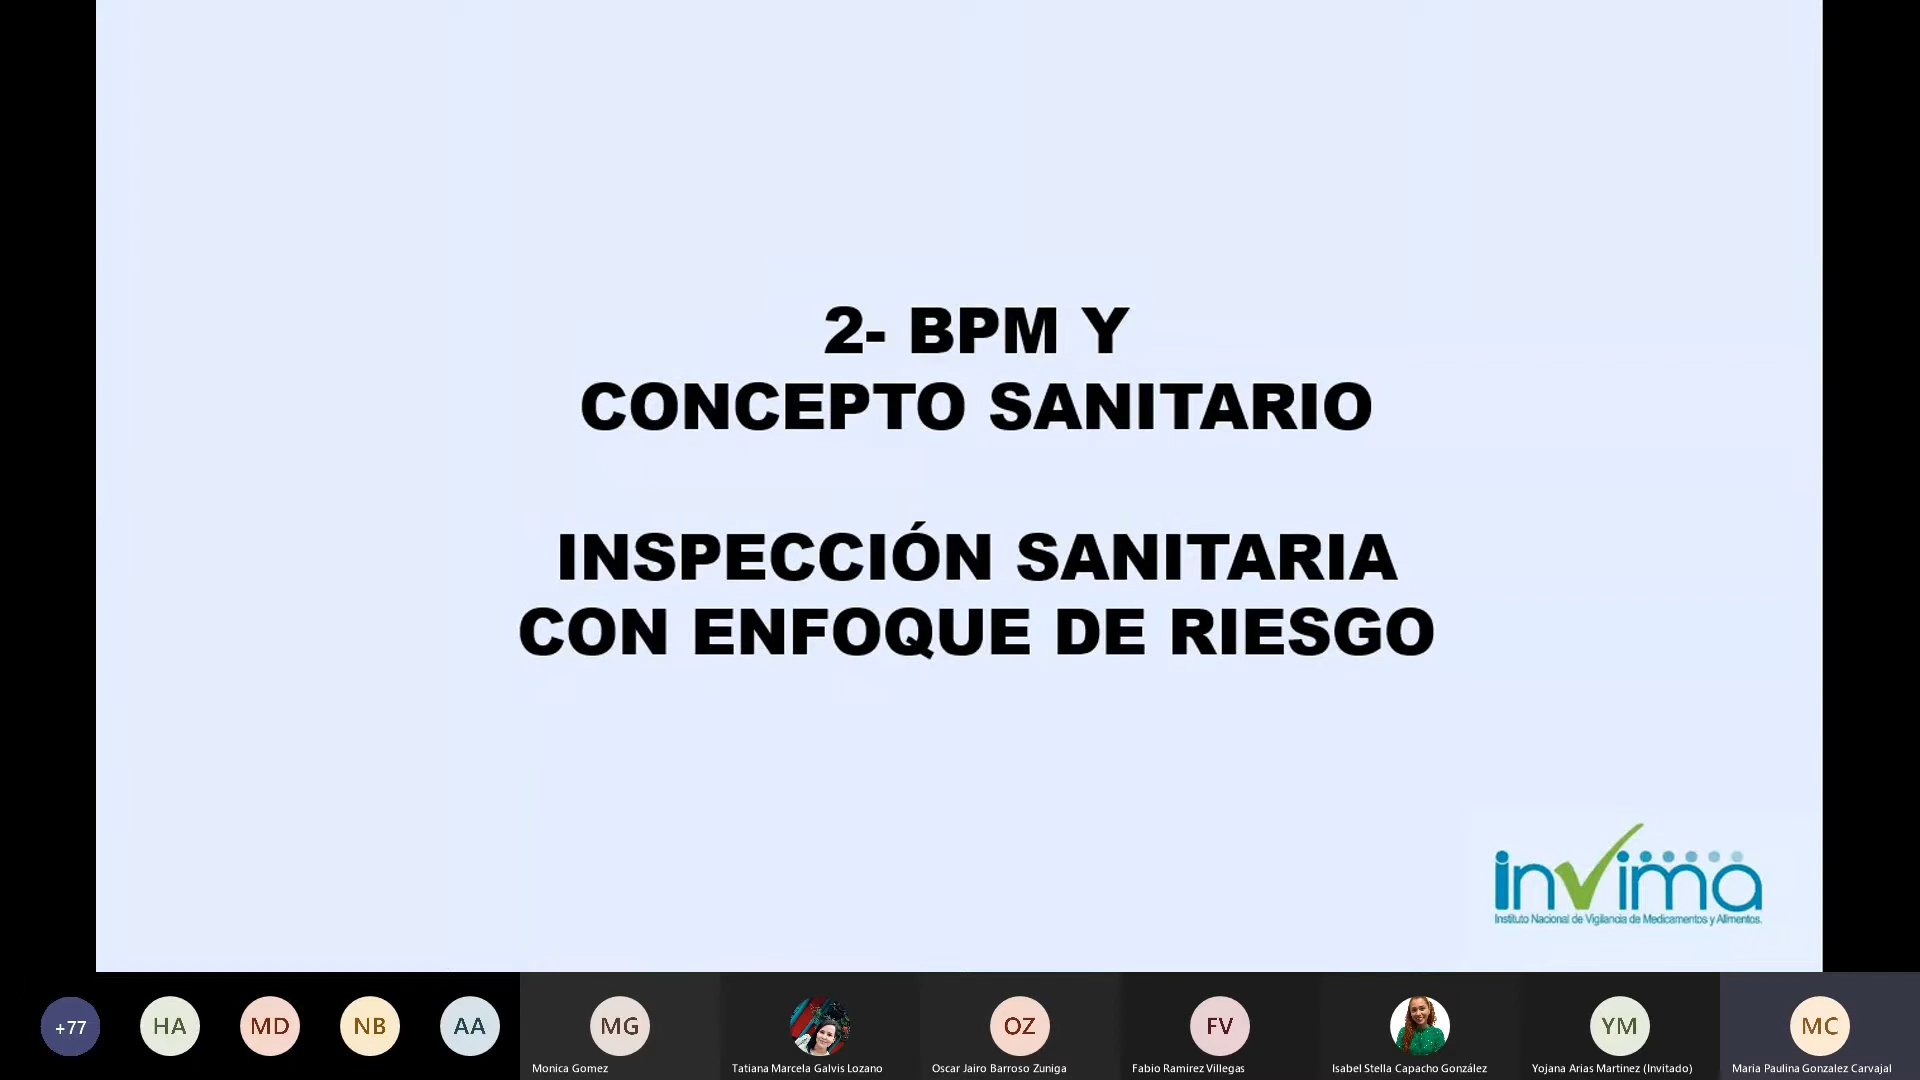 2- BPM Y
CONCEPTO SANITARIO
INSPECCIÓN SANITARIA
CON ENFOQUE DE RIESGO
invima
Instituto Nacional de Vigilancia de Medicamentos y Alimentos.
+77
HA
MD
NB
AA
MG
OZ
FV
YM
MC
Monica Gomez
Tatiana Marcela Galvis Lozano
Oscar Jairo Barroso Zuniga
Fabio Ramirez Villegas
Isabel Stella Capacho González
Yojana Arias Martinez (Invitado)
Maria Paulina Gonzalez Carvajal